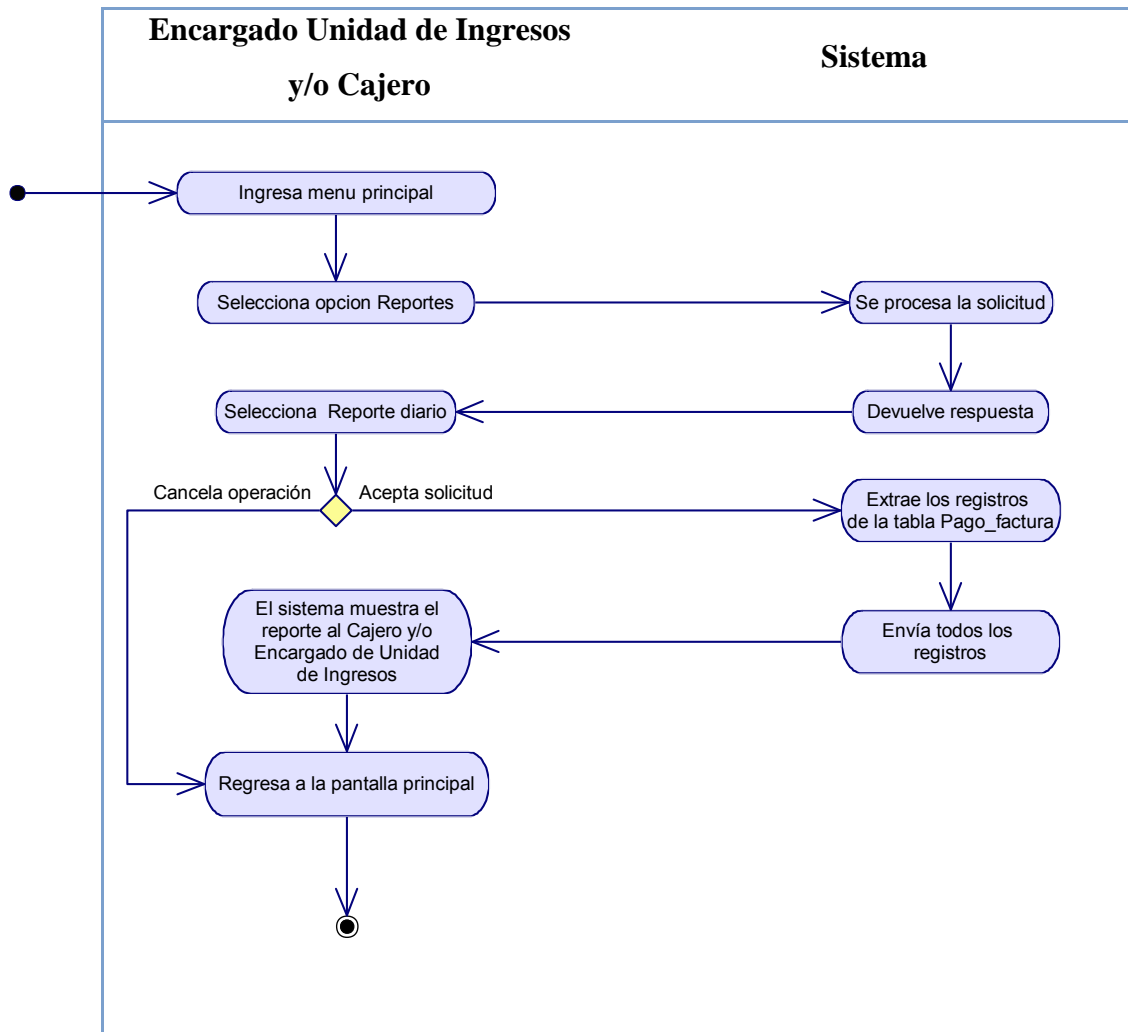 Encargado Unidad de Ingresos
y/o Cajero
Sistema
Ingresa menu principal
Selecciona opcion Reportes
Se procesa la solicitud
Selecciona  Reporte diario
Devuelve respuesta
Cancela operación
Acepta solicitud
Extrae los registros
de la tabla Pago_factura
El sistema muestra el
reporte al Cajero y/o
Encargado de Unidad
de Ingresos
Envía todos los
registros
Regresa a la pantalla principal